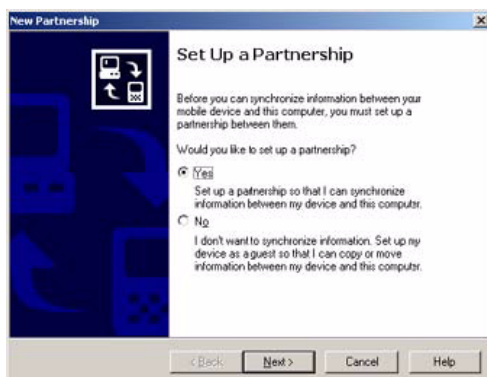 New Partnership
Set Up a Partnership
Before you can synchronize information between your
mobile device and this computer, you must set up a
partnership between them.
Would you like to set up a partnership?
Yes
Set up a partnership so that I can synchronize
information between my device and this computer.
No
I don't want to synchronize information. Set up my
device as a guest so that I can copy or move
information between my device and this computer.
< Back
Next >
Cancel
Help